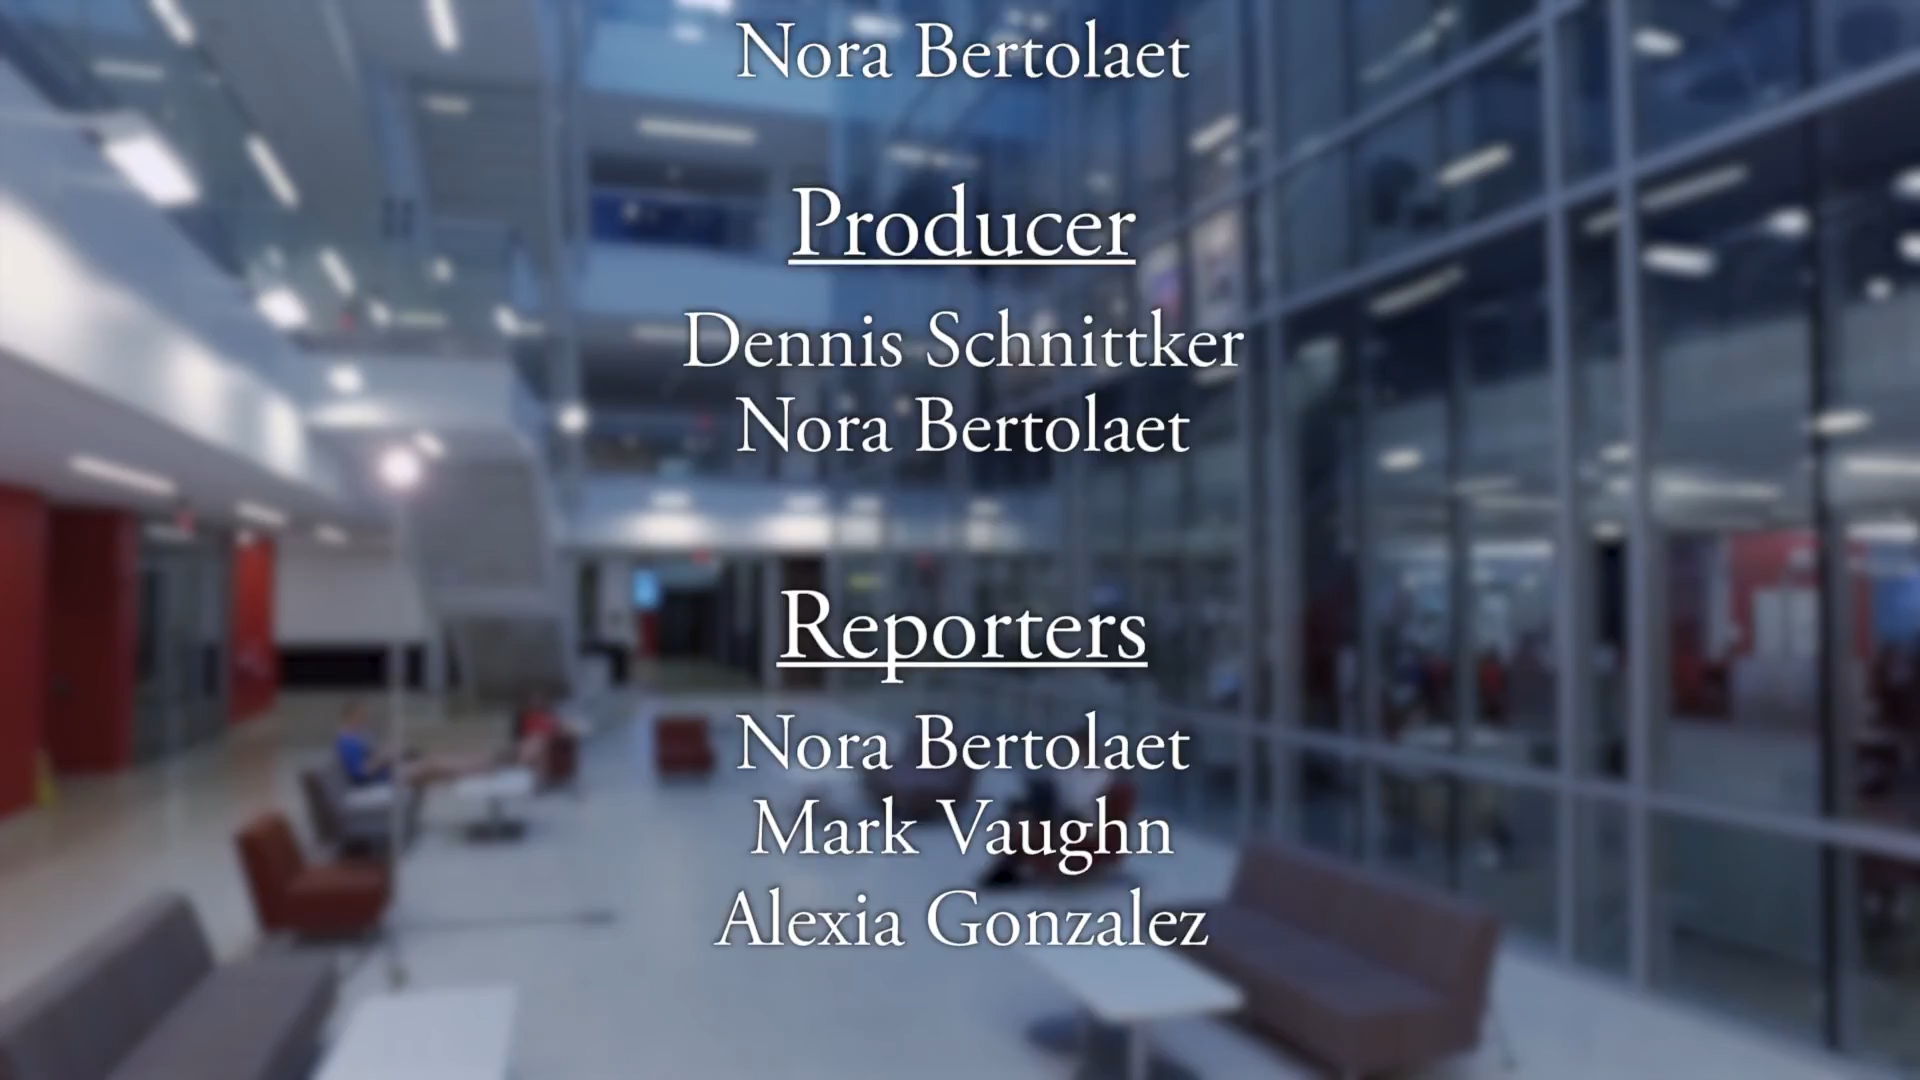 Nora Bertolaet
Producer
Dennis Schnittker
Nora Bertolaet
Reporters
Nora Bertolaet
Mark Vaughn
Alexia Gonzalez